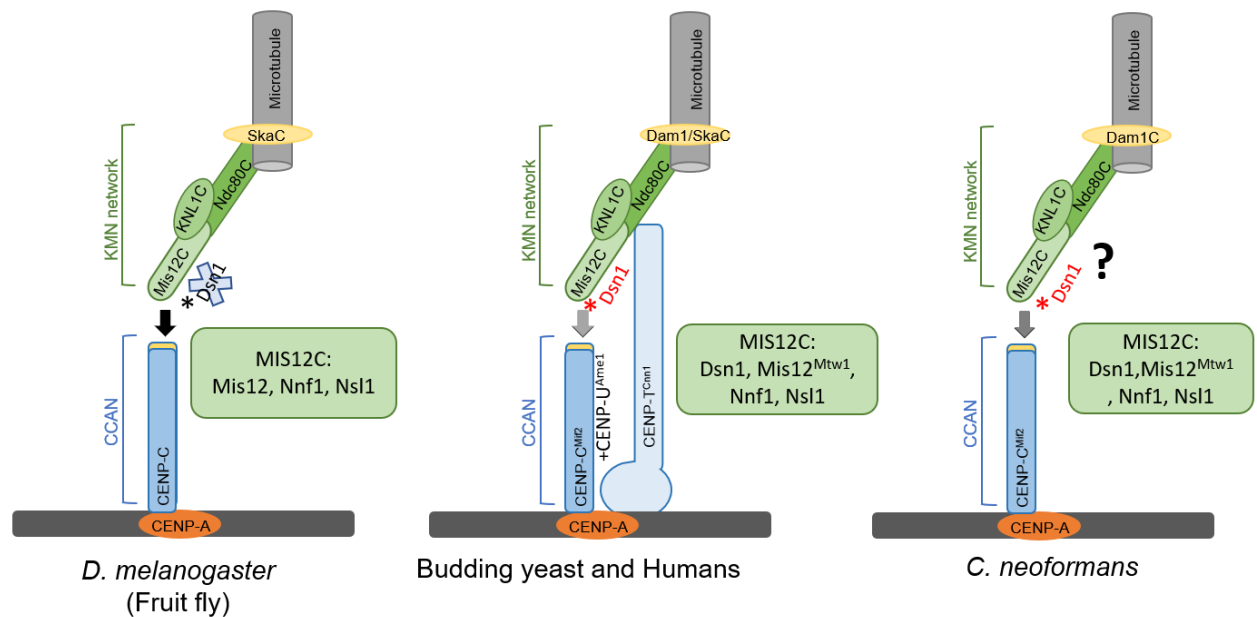 Microtubule
SkaC
KMN network
Ndc80C
KNL1C
Mis12C
* Dsn1
CCAN
MIS12C:
Mis12, Nnf1, Nsl1
CENP-C
CENP-A
D. melanogaster
(Fruit fly)
Microtubule
Dam1/SkaC
KMN network
Ndc80C
KNL1C
Mis12C
* Dsn1
CCAN
MIS12C:
Dsn1, Mis12^Mtw1,
Nnf1, Nsl1
CENP-C^Mif2
+CENP-U^Ame1
CENP-T^Cnn1
CENP-A
Budding yeast and Humans
Microtubule
Dam1C
KMN network
Ndc80C
KNL1C
Mis12C
* Dsn1
?
CCAN
MIS12C:
Dsn1,Mis12^Mtw1
, Nnf1, Nsl1
CENP-C^Mif2
CENP-A
C. neoformans